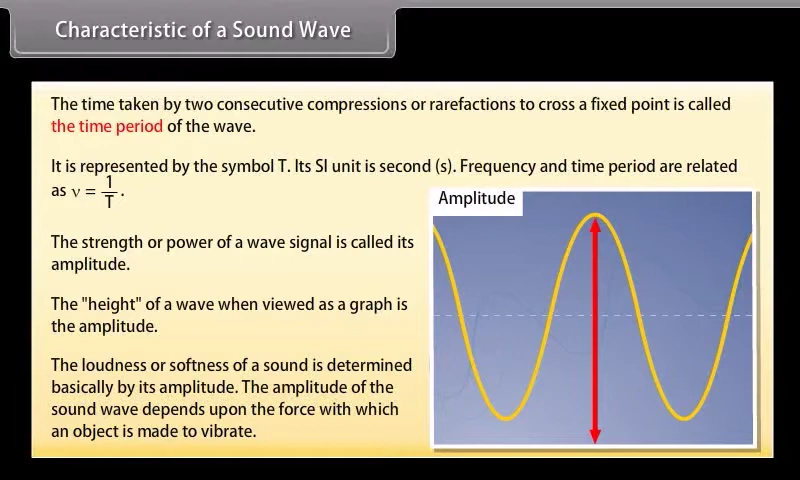 Characteristic of a Sound Wave
The time taken by two consecutive compressions or rarefactions to cross a fixed point is called
the time period of the wave.
It is represented by the symbol T. Its SI unit is second (s). Frequency and time period are related
as ν = 1/T.
Amplitude
The strength or power of a wave signal is called its
amplitude.
The "height" of a wave when viewed as a graph is
the amplitude.
The loudness or softness of a sound is determined
basically by its amplitude. The amplitude of the
sound wave depends upon the force with which
an object is made to vibrate.